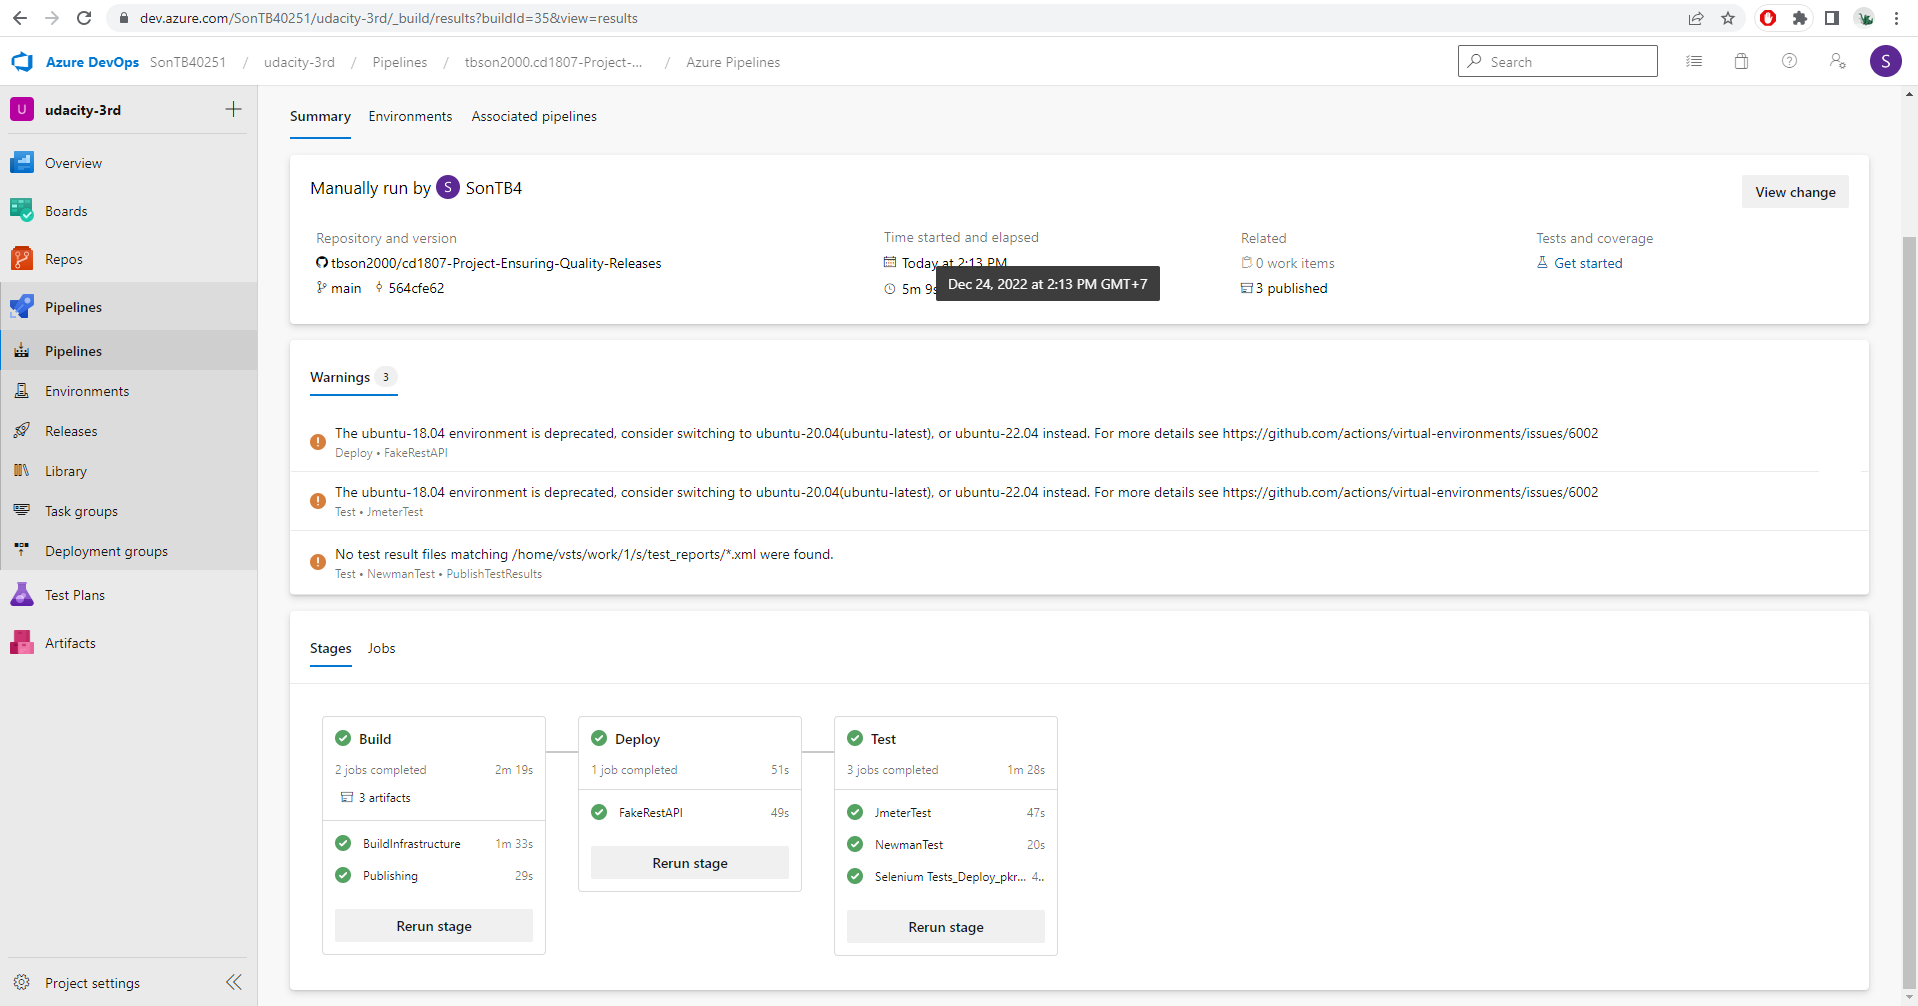 dev.azure.com/SonTB40251/udacity-3rd/_build/results?buildId=35&view=results
Azure DevOps SonTB40251 / udacity-3rd / Pipelines / tbson2000.cd1807-Project-... / Azure Pipelines
Search
S
U udacity-3rd
Overview
Boards
Repos
Pipelines
Pipelines
Environments
Releases
Library
Task groups
Deployment groups
Test Plans
Artifacts
Project settings
Summary Environments Associated pipelines
Manually run by S SonTB4
View change
Repository and version
tbson2000/cd1807-Project-Ensuring-Quality-Releases
main 564cfe62
Time started and elapsed
Today at 2:13 PM
5m 9s
Dec 24, 2022 at 2:13 PM GMT+7
Related
0 work items
3 published
Tests and coverage
Get started
Warnings 3
The ubuntu-18.04 environment is deprecated, consider switching to ubuntu-20.04(ubuntu-latest), or ubuntu-22.04 instead. For more details see https://github.com/actions/virtual-environments/issues/6002
Deploy • FakeRestAPI
The ubuntu-18.04 environment is deprecated, consider switching to ubuntu-20.04(ubuntu-latest), or ubuntu-22.04 instead. For more details see https://github.com/actions/virtual-environments/issues/6002
Test • JmeterTest
No test result files matching /home/vsts/work/1/s/test_reports/*.xml were found.
Test • NewmanTest • PublishTestResults
Stages Jobs
Build
2 jobs completed 2m 19s
3 artifacts
BuildInfrastructure 1m 33s
Publishing 29s
Rerun stage
Deploy
1 job completed 51s
FakeRestAPI 49s
Rerun stage
Test
3 jobs completed 1m 28s
JmeterTest 47s
NewmanTest 20s
Selenium Tests_Deploy_pkr... 4..
Rerun stage